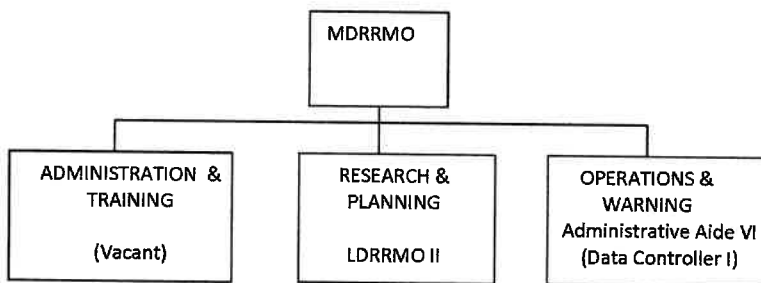 MDRRMO
ADMINISTRATION &
TRAINING
(Vacant)
RESEARCH &
PLANNING
LDRRMO II
OPERATIONS &
WARNING
Administrative Aide VI
(Data Controller I)